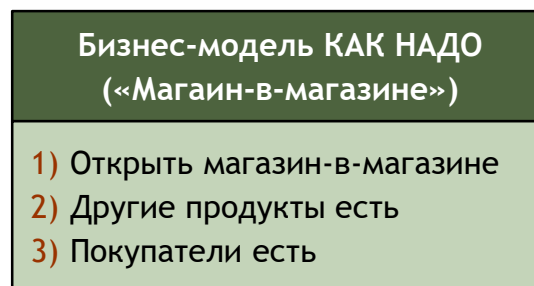 Бизнес-модель КАК НАДО
(«Магаин-в-магазине»)
1) Открыть магазин-в-магазине
2) Другие продукты есть
3) Покупатели есть